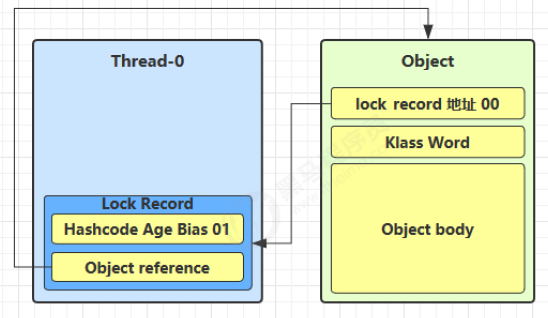 Thread-0
Lock Record
Hashcode Age Bias 01
Object reference
Object
lock record 地址 00
Klass Word
Object body